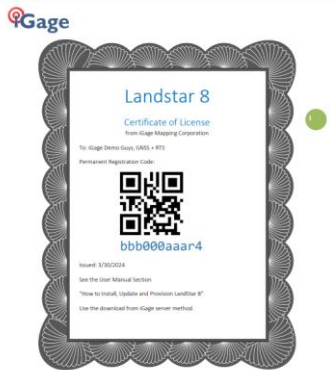 iGage
Landstar 8
Certificate of License
from iGage Mapping Corporation
To: iGage Demo Guys, GNSS + RTS
Permanent Registration Code:
bbb000aaar4
Issued: 3/30/2024
See the User Manual Section
"How to Install, Update and Provision LandStar 8"
Use the download from iGage server method.